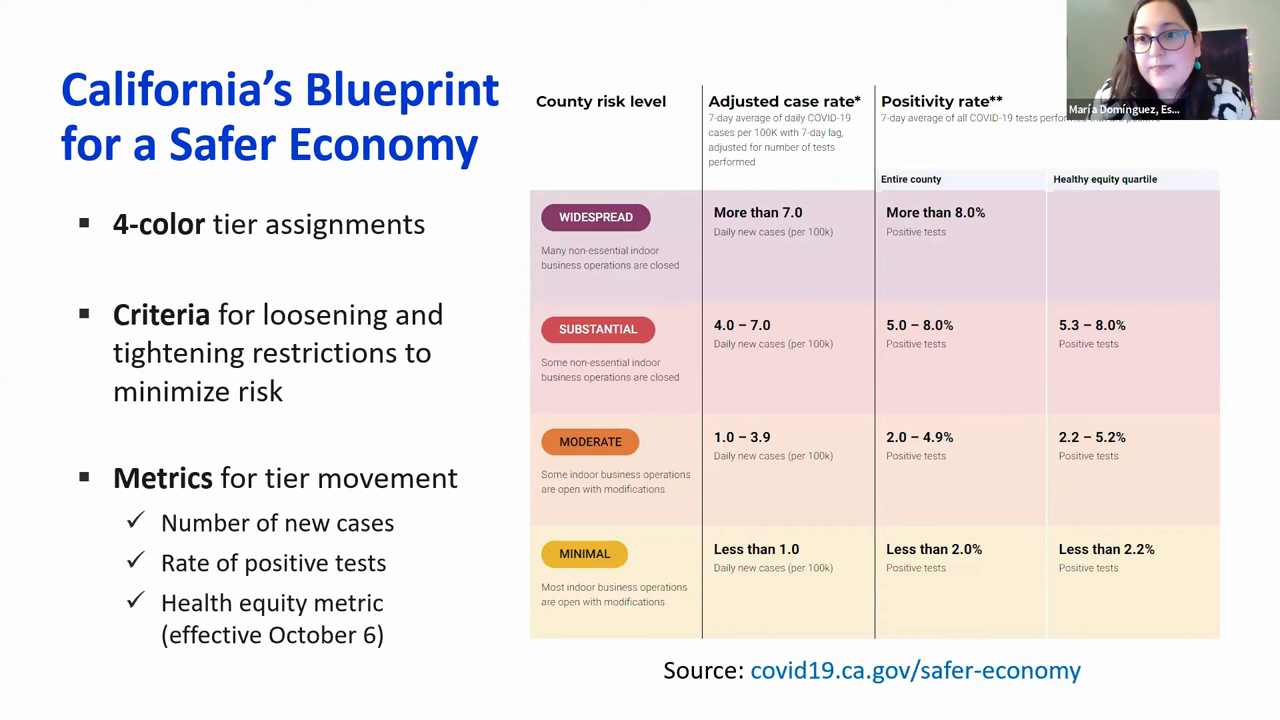 California's Blueprint
for a Safer Economy
▪ 4-color tier assignments
▪ Criteria for loosening and
tightening restrictions to
minimize risk
▪ Metrics for tier movement
✓ Number of new cases
✓ Rate of positive tests
✓ Health equity metric
(effective October 6)
County risk level
Adjusted case rate*
7-day average of daily COVID-19
cases per 100K with 7-day lag,
adjusted for number of tests
performed
Positivity rate**
7-day average of all COVID-19 tests
Entire county
Healthy equity quartile
WIDESPREAD
Many non-essential indoor
business operations are closed
More than 7.0
Daily new cases (per 100k)
More than 8.0%
Positive tests
SUBSTANTIAL
Some non-essential indoor
business operations are closed
4.0 – 7.0
Daily new cases (per 100k)
5.0 – 8.0%
Positive tests
5.3 – 8.0%
Positive tests
MODERATE
Some indoor business operations
are open with modifications
1.0 – 3.9
Daily new cases (per 100k)
2.0 – 4.9%
Positive tests
2.2 – 5.2%
Positive tests
MINIMAL
Most indoor business operations
are open with modifications
Less than 1.0
Daily new cases (per 100k)
Less than 2.0%
Positive tests
Less than 2.2%
Positive tests
Source: covid19.ca.gov/safer-economy
María Domínguez, Es...